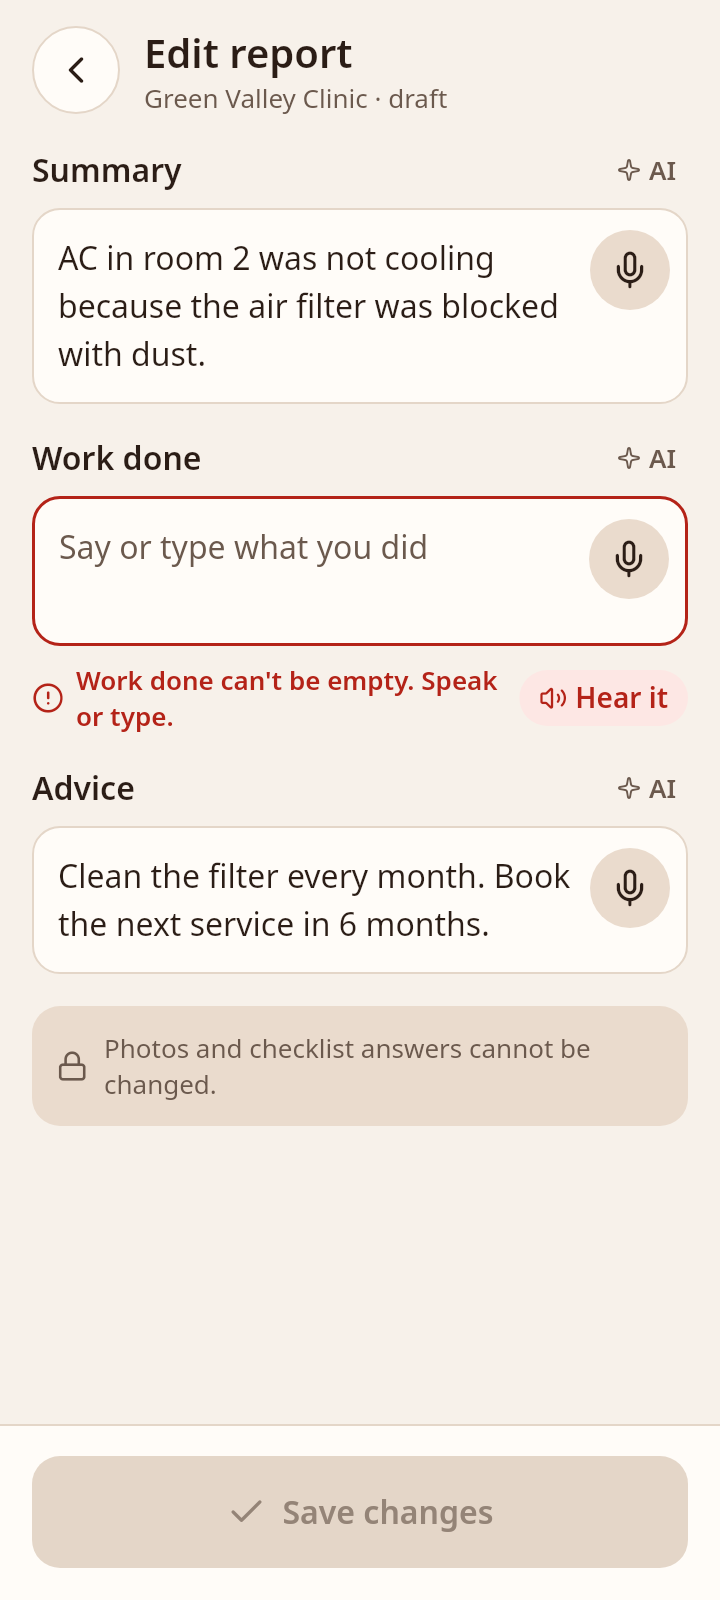 Edit report
Green Valley Clinic · draft
Summary
AI
AC in room 2 was not cooling
because the air filter was blocked
with dust.
Work done
AI
Say or type what you did
Work done can't be empty. Speak
or type.
Hear it
Advice
AI
Clean the filter every month. Book
the next service in 6 months.
Photos and checklist answers cannot be
changed.
Save changes